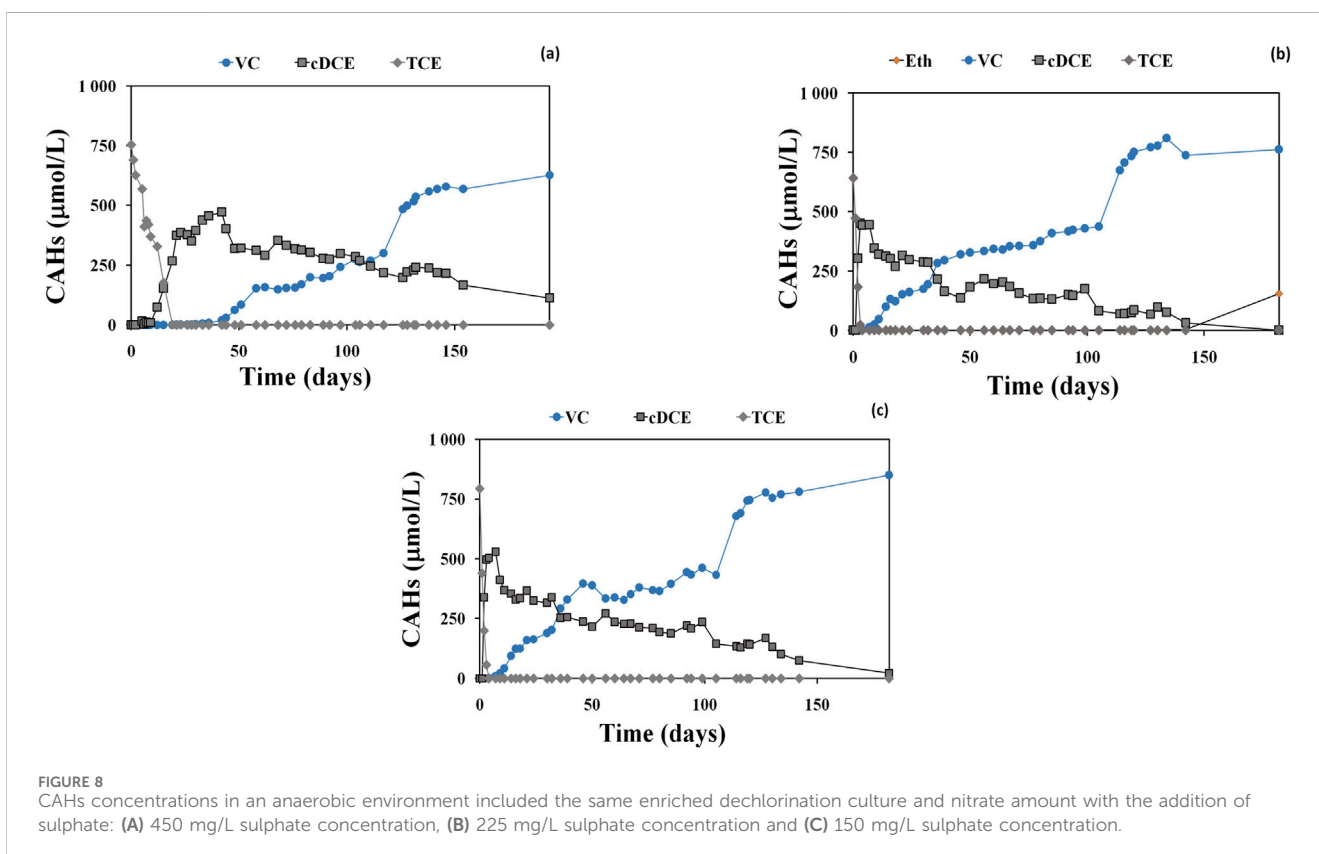 VC cDCE TCE (a)
1 000
750
500
250
0
CAHs (µmol/L)
0 50 100 150
Time (days)
Eth VC cDCE TCE (b)
1 000
750
500
250
0
CAHs (µmol/L)
0 50 100 150
Time (days)
VC cDCE TCE (c)
1 000
750
500
250
0
CAHs (µmol/L)
0 50 100 150
Time (days)
FIGURE 8
CAHs concentrations in an anaerobic environment included the same enriched dechlorination culture and nitrate amount with the addition of
sulphate: (A) 450 mg/L sulphate concentration, (B) 225 mg/L sulphate concentration and (C) 150 mg/L sulphate concentration.